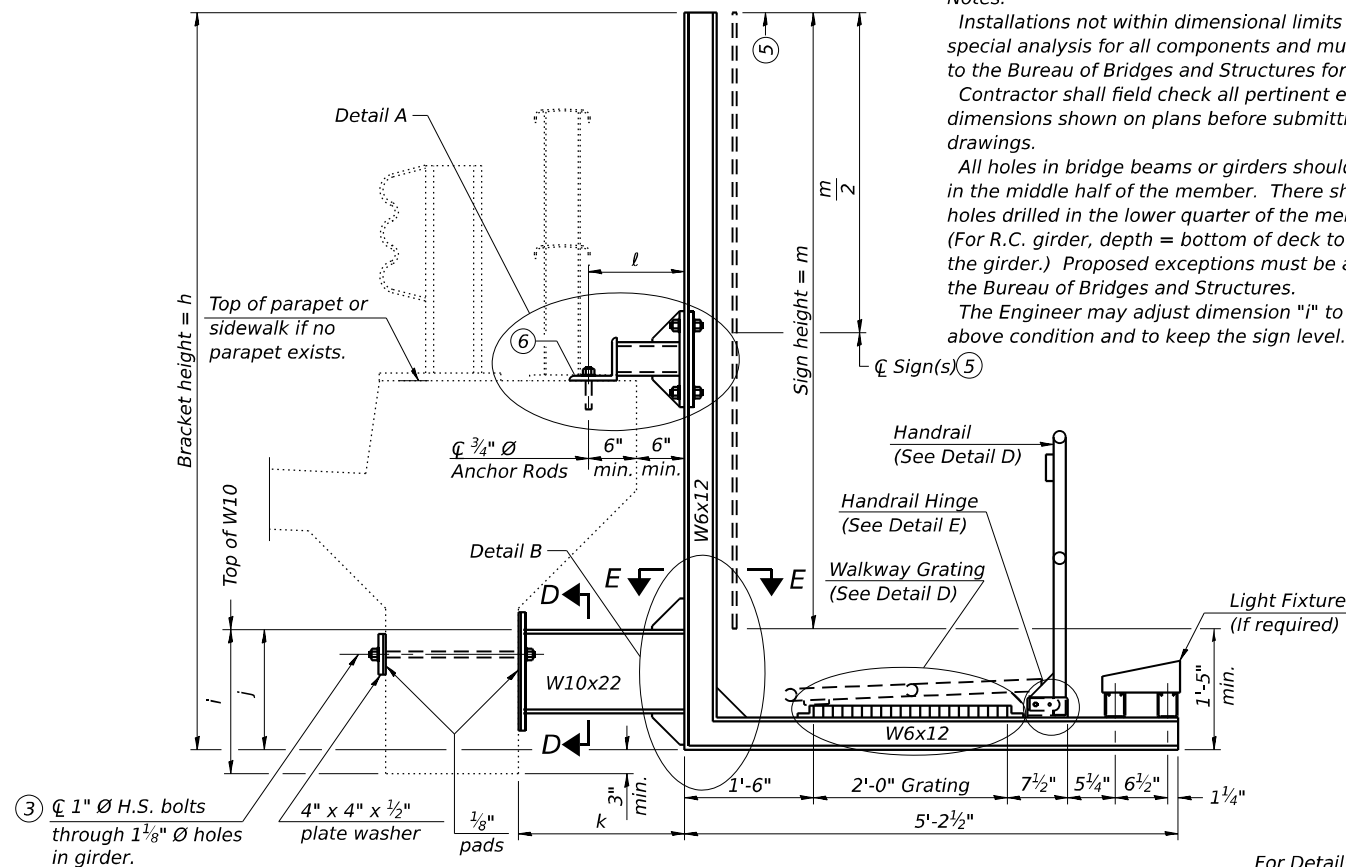 Notes:
Installations not within dimensional limits
special analysis for all components and mu
to the Bureau of Bridges and Structures for
Contractor shall field check all pertinent e
dimensions shown on plans before submitti
drawings.
All holes in bridge beams or girders should
in the middle half of the member. There sh
holes drilled in the lower quarter of the me
(For R.C. girder, depth = bottom of deck to
the girder.) Proposed exceptions must be a
the Bureau of Bridges and Structures.
The Engineer may adjust dimension "i" to
above condition and to keep the sign level.
5
Detail A
m
2
ℓ
Bracket height = h
Sign height = m
Top of parapet or
sidewalk if no
parapet exists.
6
℄ Sign(s) 5
℄ ¾" Ø
Anchor Rods
6"
min.
6"
min.
Handrail
(See Detail D)
Top of W10
W6x12
Handrail Hinge
(See Detail E)
Detail B
E
E
Walkway Grating
(See Detail D)
D
Light Fixture
(If required)
i
j
W10x22
1'-5"
min.
W6x12
D
3"
min.
1'-6"
2'-0" Grating
7½"
5¼"
6½"
1¼"
3 ℄ 1" Ø H.S. bolts
through 1⅛" Ø holes
in girder.
4" x 4" x ½"
plate washer
⅛"
pads
k
5'-2½"
For Detail